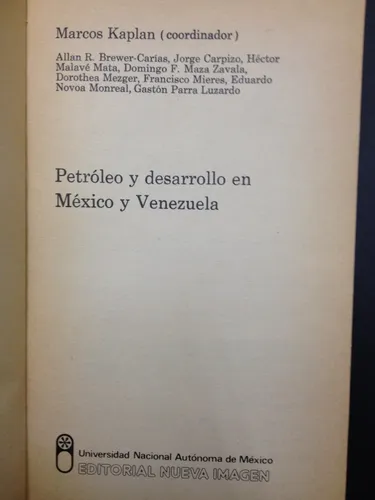 Marcos Kaplan (coordinador)
Allan R. Brewer-Carías, Jorge Carpizo, Héctor
Malavé Mata, Domingo F. Maza Zavala,
Dorothea Mezger, Francisco Mieres, Eduardo
Novoa Monreal, Gastón Parra Luzardo
Petróleo y desarrollo en
México y Venezuela
Universidad Nacional Autónoma de México
EDITORIAL NUEVA IMAGEN